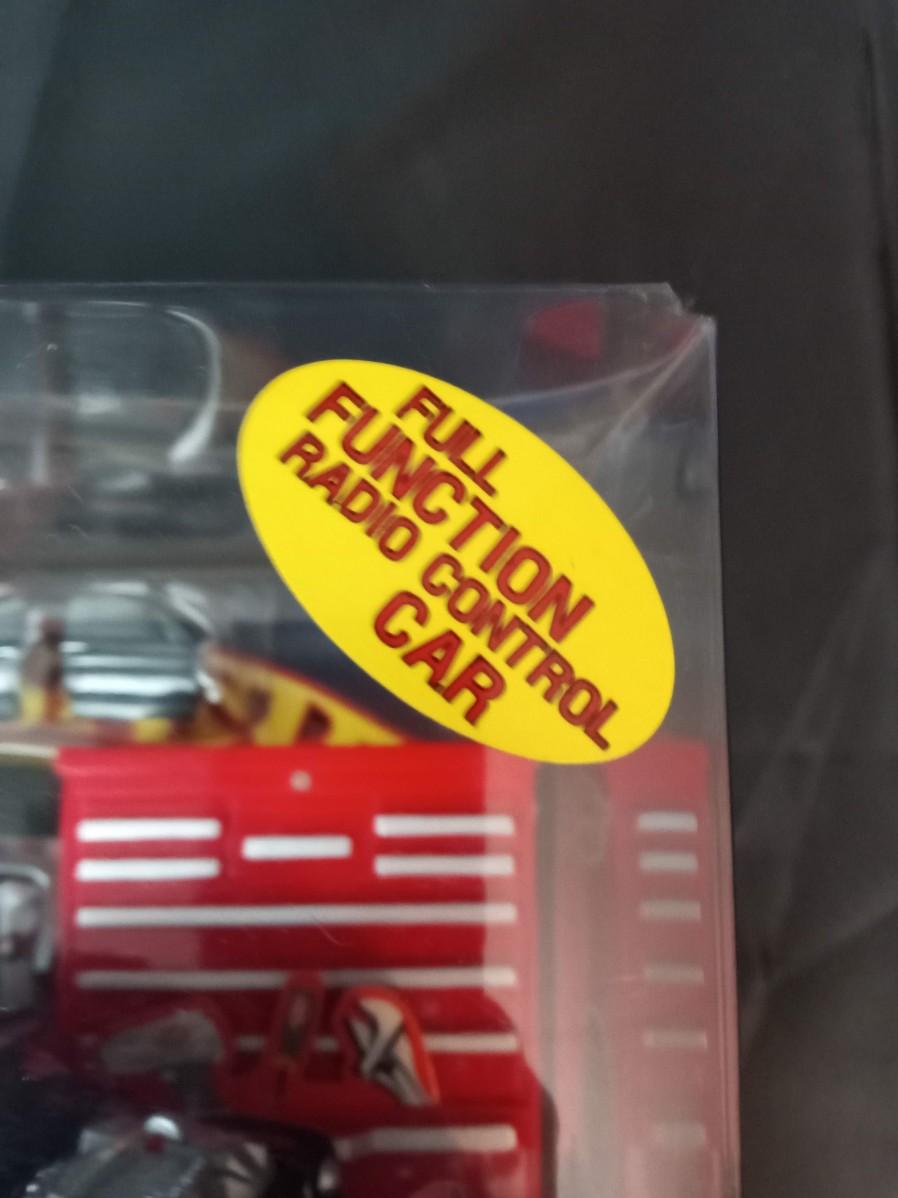 FULL
FUNCTION
RADIO CONTROL
CAR